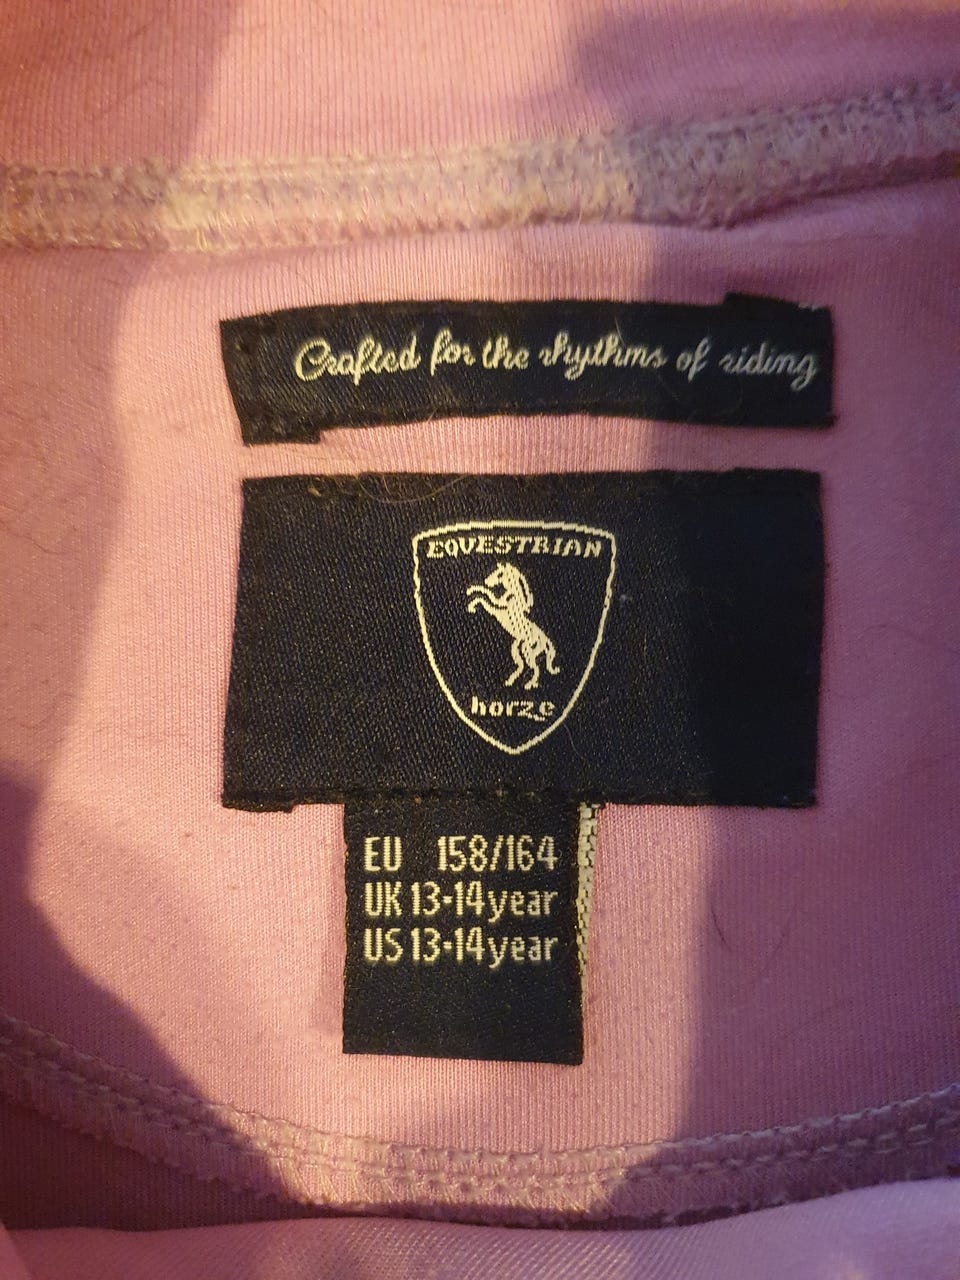 Crafted for the rhythms of riding
EQUESTRIAN
horze
EU 158/164
UK 13-14year
US 13-14year